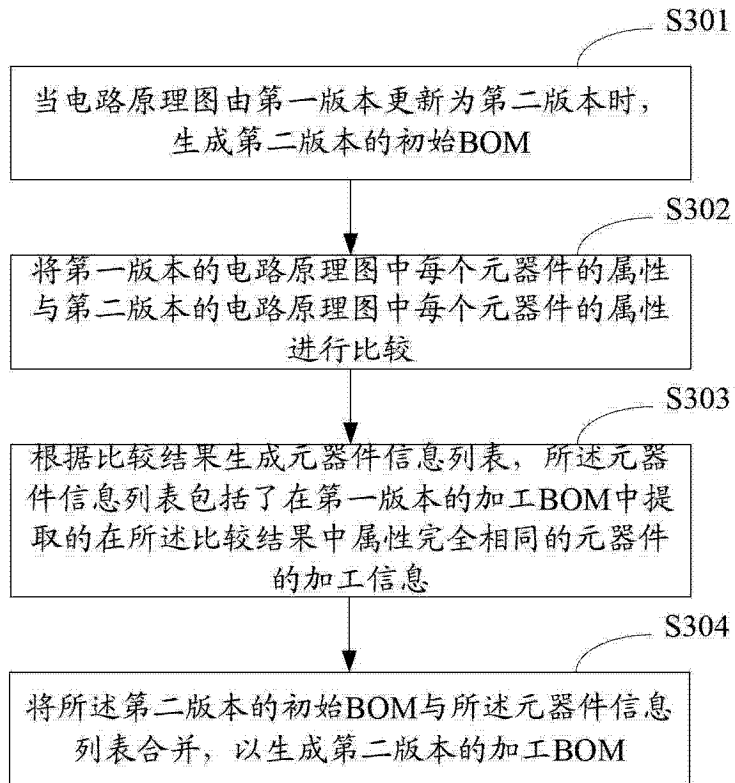 S301
当电路原理图由第一版本更新为第二版本时，
生成第二版本的初始BOM
S302
将第一版本的电路原理图中每个元器件的属性
与第二版本的电路原理图中每个元器件的属性
进行比较
S303
根据比较结果生成元器件信息列表，所述元器
件信息列表包括了在第一版本的加工BOM中提
取的在所述比较结果中属性完全相同的元器件
的加工信息
S304
将所述第二版本的初始BOM与所述元器件信息
列表合并，以生成第二版本的加工BOM